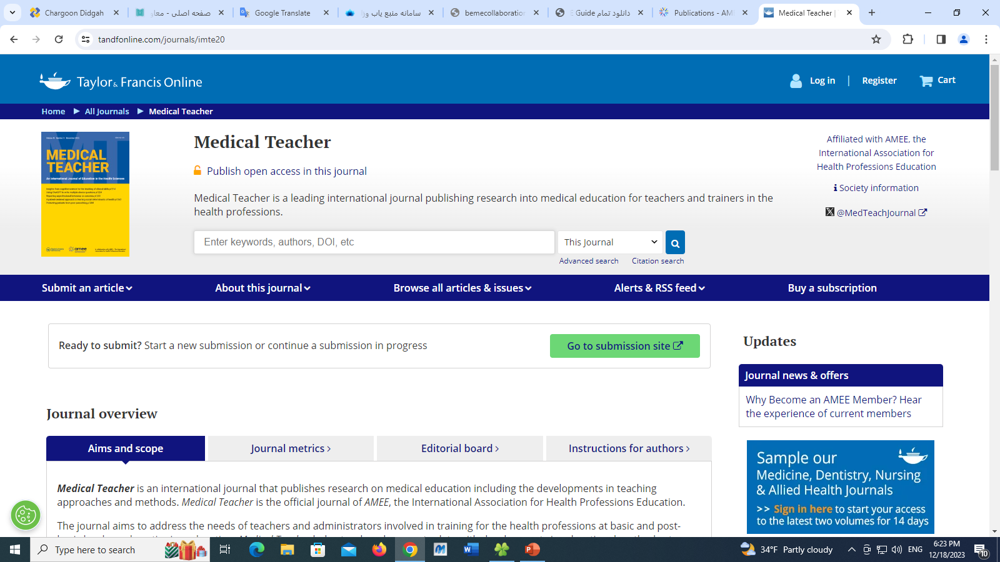 Chargoon Didgah
صفحه اصلی - معاو
Google Translate
سامانه منبع یاب وزا
bemecollaboration
دانلود تمام E Guide
Publications - AM
Medical Teacher |
tandfonline.com/journals/imte20
Taylor & Francis Online
Log in | Register
Cart
Home ▶ All Journals ▶ Medical Teacher
MEDICAL
TEACHER
An International Journal of Education in the Health Sciences
amee
Medical Teacher
Publish open access in this journal
Medical Teacher is a leading international journal publishing research into medical education for teachers and trainers in the
health professions.
Enter keywords, authors, DOI, etc
This Journal
Advanced search
Citation search
Affiliated with AMEE, the
International Association for
Health Professions Education
Society information
@MedTeachJournal
Submit an article
About this journal
Browse all articles & issues
Alerts & RSS feed
Buy a subscription
Ready to submit? Start a new submission or continue a submission in progress
Go to submission site
Updates
Journal news & offers
Why Become an AMEE Member? Hear
the experience of current members
Journal overview
Aims and scope
Journal metrics ›
Editorial board ›
Instructions for authors ›
Medical Teacher is an international journal that publishes research on medical education including the developments in teaching
approaches and methods. Medical Teacher is the official journal of AMEE, the International Association for Health Professions Education.
The journal aims to address the needs of teachers and administrators involved in training for the health professions at basic and post-
Sample our
Medicine, Dentistry, Nursing
& Allied Health Journals
>> Sign in here to start your access
to the latest two volumes for 14 days
Type here to search
34°F Partly cloudy
ENG
6:23 PM
12/18/2023
10